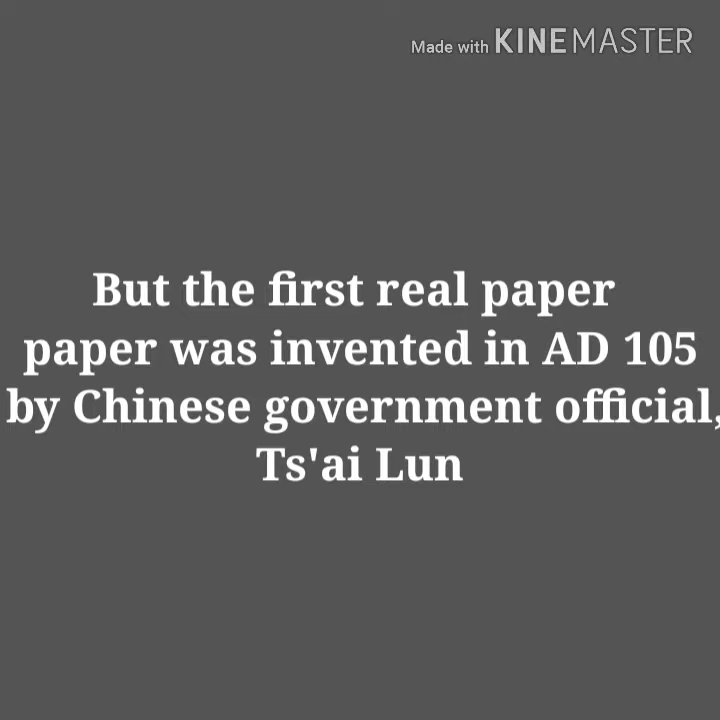 Made with KINEMASTER
But the first real paper
paper was invented in AD 105
by Chinese government official,
Ts'ai Lun